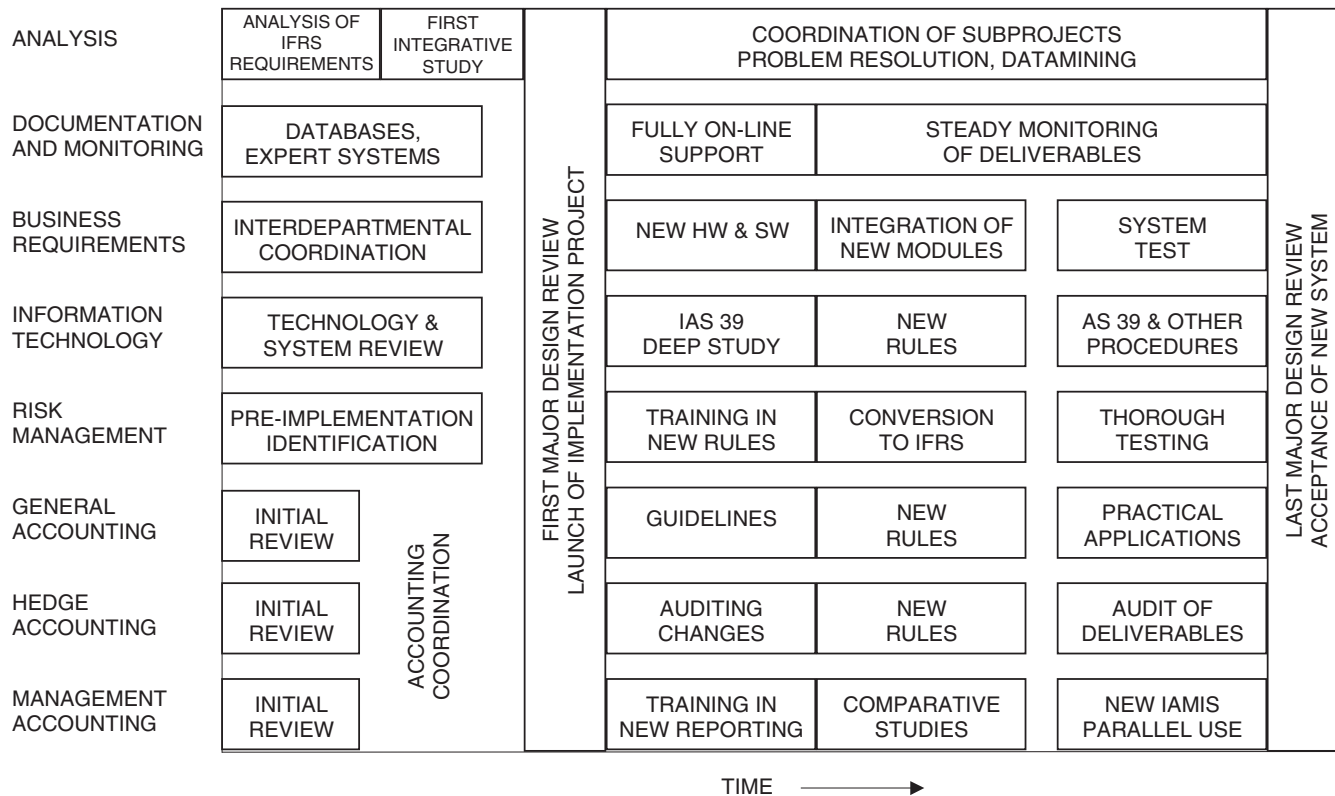 ANALYSIS
ANALYSIS OF
IFRS
REQUIREMENTS
FIRST
INTEGRATIVE
STUDY
COORDINATION OF SUBPROJECTS
PROBLEM RESOLUTION, DATAMINING
DOCUMENTATION
AND MONITORING
DATABASES,
EXPERT SYSTEMS
FULLY ON-LINE
SUPPORT
STEADY MONITORING
OF DELIVERABLES
BUSINESS
REQUIREMENTS
INTERDEPARTMENTAL
COORDINATION
NEW HW & SW
INTEGRATION OF
NEW MODULES
SYSTEM
TEST
INFORMATION
TECHNOLOGY
TECHNOLOGY &
SYSTEM REVIEW
IAS 39
DEEP STUDY
NEW
RULES
AS 39 & OTHER
PROCEDURES
RISK
MANAGEMENT
PRE-IMPLEMENTATION
IDENTIFICATION
TRAINING IN
NEW RULES
CONVERSION
TO IFRS
THOROUGH
TESTING
GENERAL
ACCOUNTING
INITIAL
REVIEW
GUIDELINES
NEW
RULES
PRACTICAL
APPLICATIONS
HEDGE
ACCOUNTING
INITIAL
REVIEW
AUDITING
CHANGES
NEW
RULES
AUDIT OF
DELIVERABLES
MANAGEMENT
ACCOUNTING
INITIAL
REVIEW
TRAINING IN
NEW REPORTING
COMPARATIVE
STUDIES
NEW IAMIS
PARALLEL USE
ACCOUNTING
COORDINATION
FIRST MAJOR DESIGN REVIEW
LAUNCH OF IMPLEMENTATION PROJECT
LAST MAJOR DESIGN REVIEW
ACCEPTANCE OF NEW SYSTEM
TIME